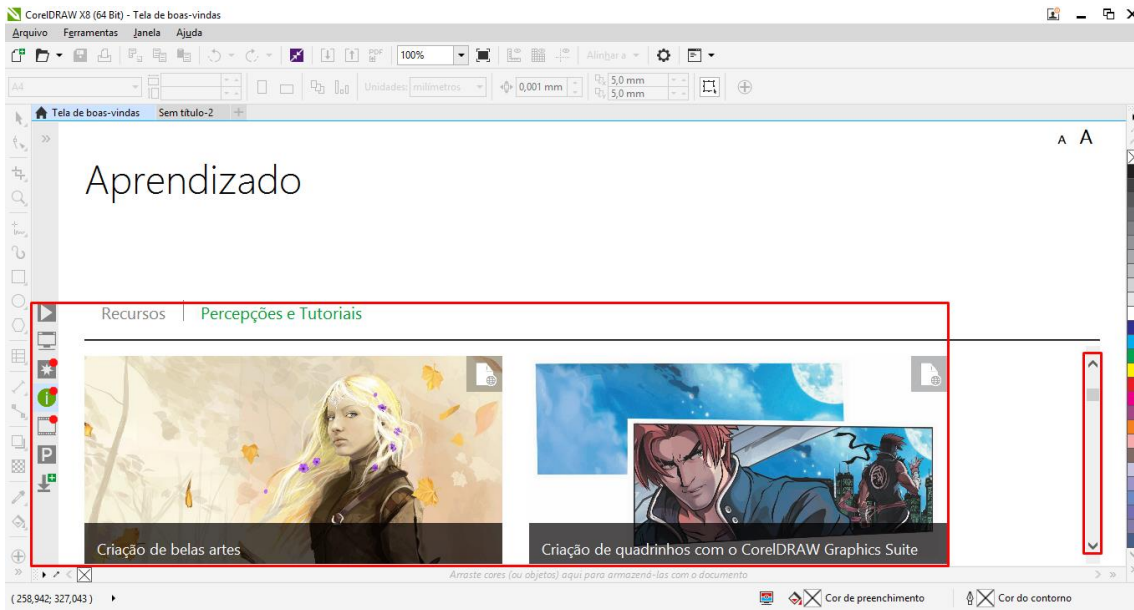 CorelDRAW X8 (64 Bit) - Tela de boas-vindas
Arquivo Ferramentas Janela Ajuda
PDF 100% Alinhar a
A4 Unidades: milímetros 0,001 mm 5,0 mm
5,0 mm
Tela de boas-vindas Sem título-2
A A
Aprendizado
Recursos | Percepções e Tutoriais
Criação de belas artes Criação de quadrinhos com o CorelDRAW Graphics Suite
Arraste cores (ou objetos) aqui para armazená-las com o documento
( 258,942; 327,043 ) Cor de preenchimento Cor do contorno